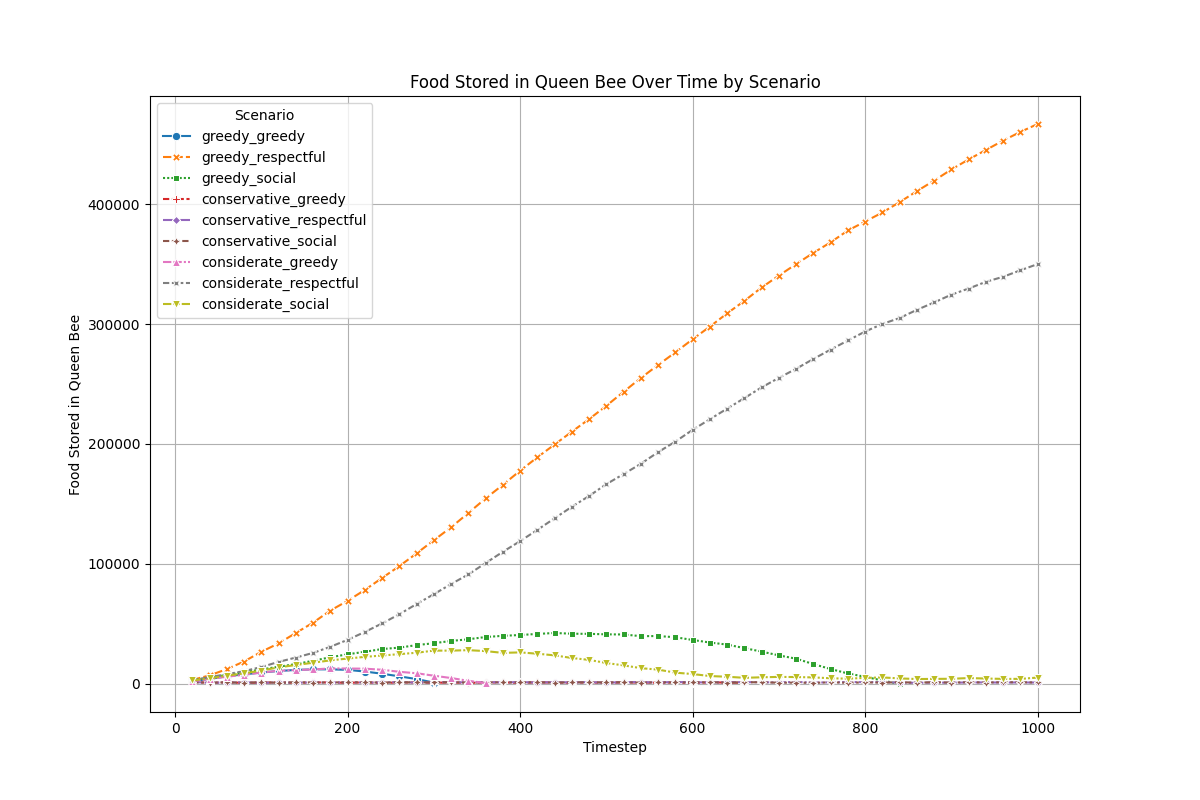 Food Stored in Queen Bee Over Time by Scenario
Scenario
greedy_greedy
greedy_respectful
greedy_social
conservative_greedy
conservative_respectful
conservative_social
considerate_greedy
considerate_respectful
considerate_social
Food Stored in Queen Bee
400000
300000
200000
100000
0
0 200 400 600 800 1000
Timestep